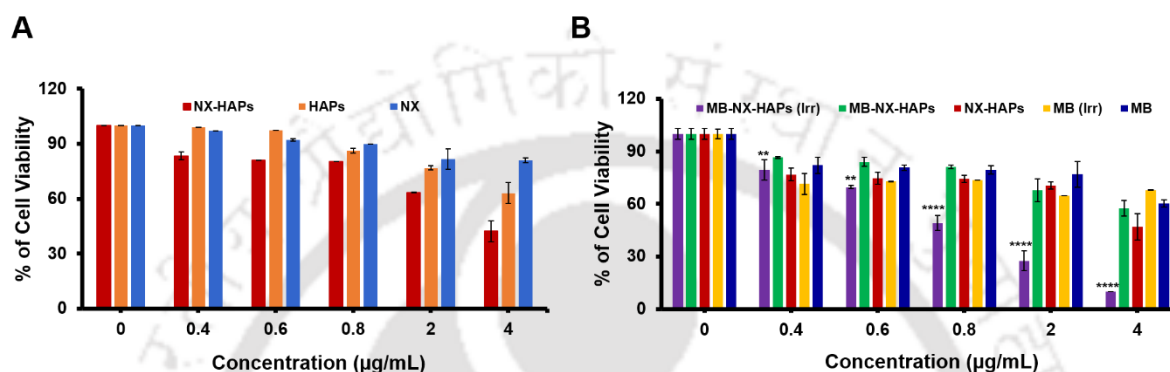 A
B
120
90
60
30
0
% of Cell Viability
NX-HAPs HAPs NX
0 0.4 0.6 0.8 2 4
Concentration (µg/mL)
120
90
60
30
0
% of Cell Viability
MB-NX-HAPs (Irr) MB-NX-HAPs NX-HAPs MB (Irr) MB
**
**
****
****
****
0 0.4 0.6 0.8 2 4
Concentration (µg/mL)